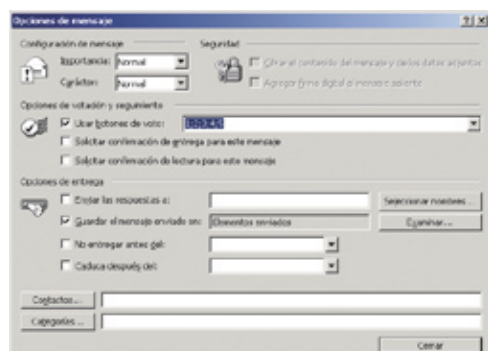 Opciones de mensaje
Configuración de mensaje
Seguridad
Importancia: Normal
Cifrar el contenido del mensaje y de los datos adjuntos
Carácter: Normal
Agregar firma digital al mensaje saliente
Opciones de votación y seguimiento
Usar botones de voto:
Solicitar confirmación de entrega para este mensaje
Solicitar confirmación de lectura para este mensaje
Opciones de entrega
Enviar las respuestas a:
Seleccionar nombres...
Guardar el mensaje enviado en: Elementos enviados
Examinar...
No entregar antes del:
Caduca después del:
Contactos...
Categorías ...
Cerrar